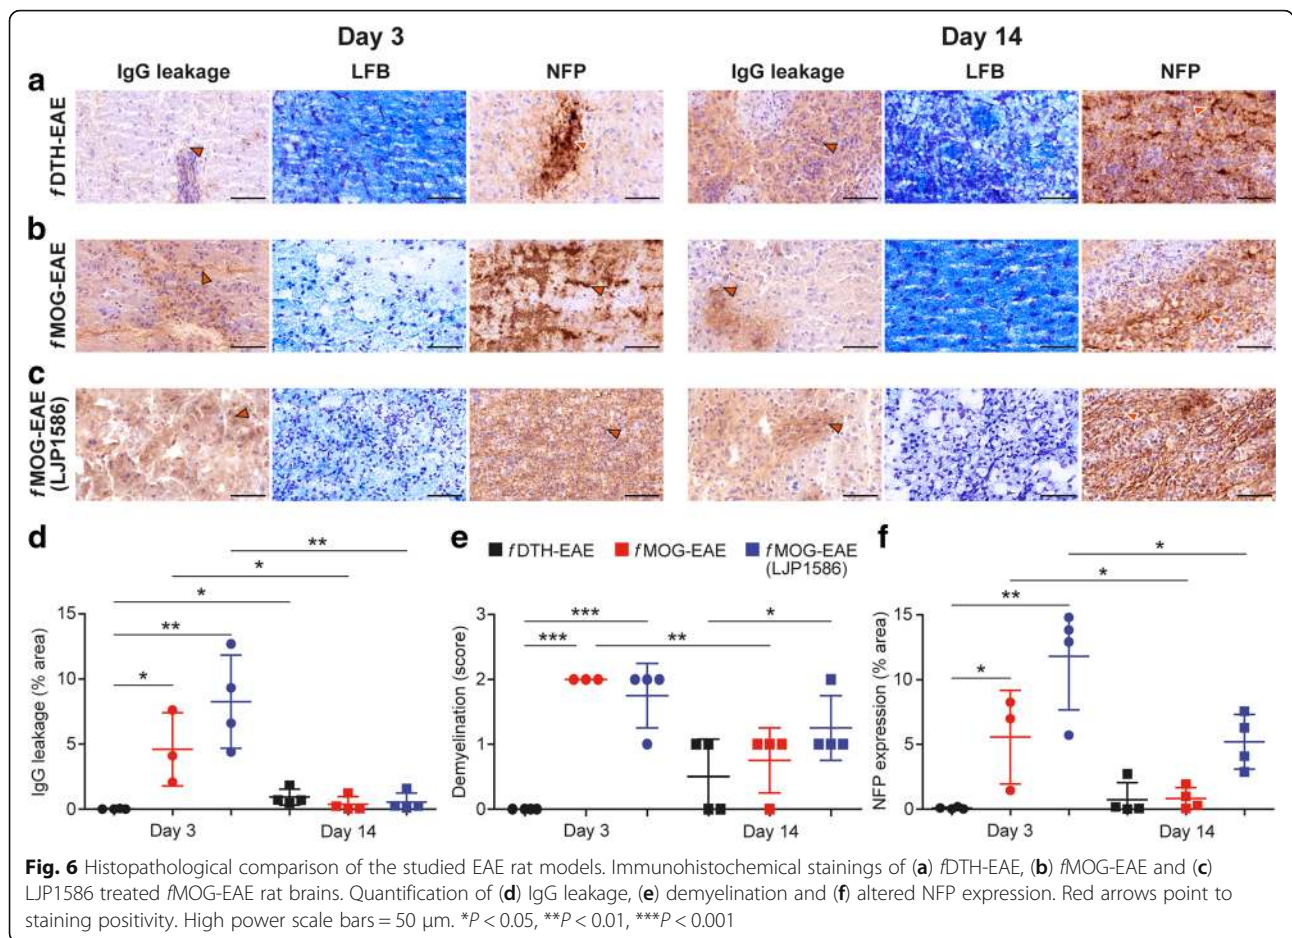 Day 3
Day 14
IgG leakage LFB NFP IgG leakage LFB NFP
a
fDTH-EAE
b
fMOG-EAE
c
fMOG-EAE
(LJP1586)
d
**
*
*
**
*
15
10
5
0
IgG leakage (% area)
Day 3 Day 14
e
fDTH-EAE fMOG-EAE fMOG-EAE
(LJP1586)
*** *
*** **
3
2
1
0
Demyelination (score)
Day 3 Day 14
f
*
*
**
*
15
10
5
0
NFP expression (% area)
Day 3 Day 14
Fig. 6 Histopathological comparison of the studied EAE rat models. Immunohistochemical stainings of (a) fDTH-EAE, (b) fMOG-EAE and (c)
LJP1586 treated fMOG-EAE rat brains. Quantification of (d) IgG leakage, (e) demyelination and (f) altered NFP expression. Red arrows point to
staining positivity. High power scale bars = 50 μm. *P < 0.05, **P < 0.01, ***P < 0.001